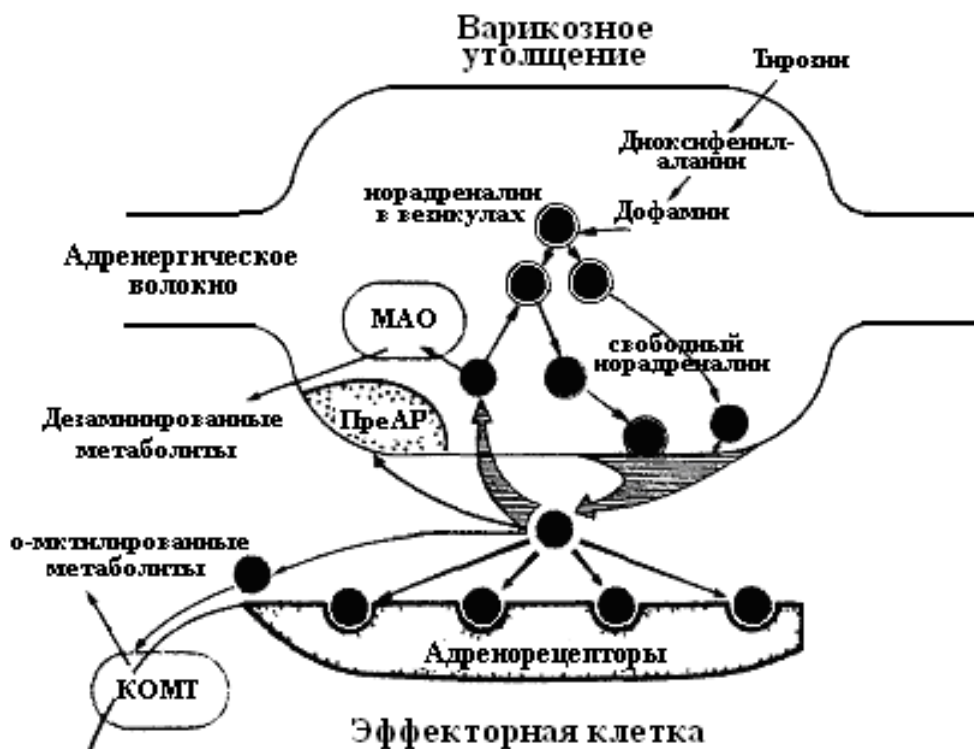 Варикозное
утолщение
Тирозин
Диоксифенил-
аланин
Дофамин
норадреналин
в везикулах
Адренергическое
волокно
МАО
свободный
норадреналин
ПреАР
Дезаминированные
метаболиты
о-мктилированные
метаболиты
Адренорецепторы
КОМТ
Эффекторная клетка